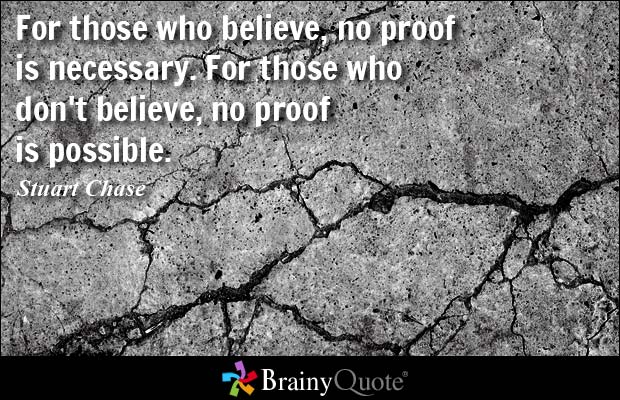 For those who believe, no proof
is necessary. For those who
don't believe, no proof
is possible.
Stuart Chase
BrainyQuote®